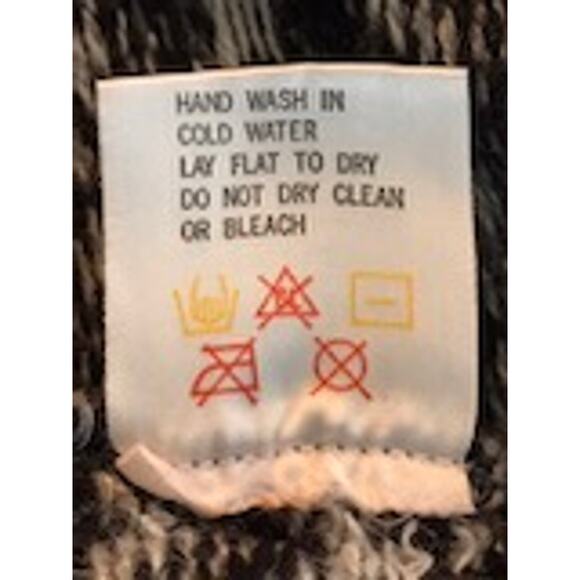 HAND WASH IN
COLD WATER
LAY FLAT TO DRY
DO NOT DRY CLEAN
OR BLEACH